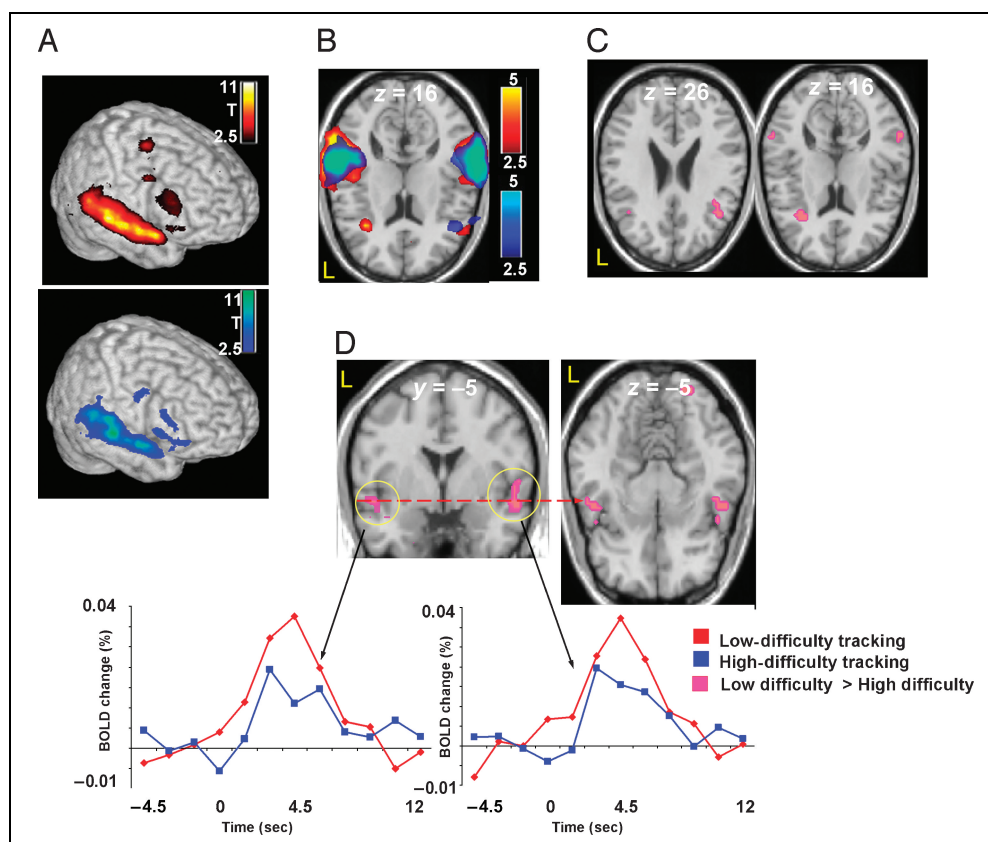 A
11
T
2.5
11
T
2.5
B
z = 16
5
2.5
5
2.5
L
C
z = 26
z = 16
L
D
L
y = –5
L
z = –5
0.04
BOLD change (%)
–0.01
–4.5 0 4.5 12
Time (sec)
0.04
BOLD change (%)
–0.01
–4.5 0 4.5 12
Time (sec)
Low-difficulty tracking
High-difficulty tracking
Low difficulty > High difficulty